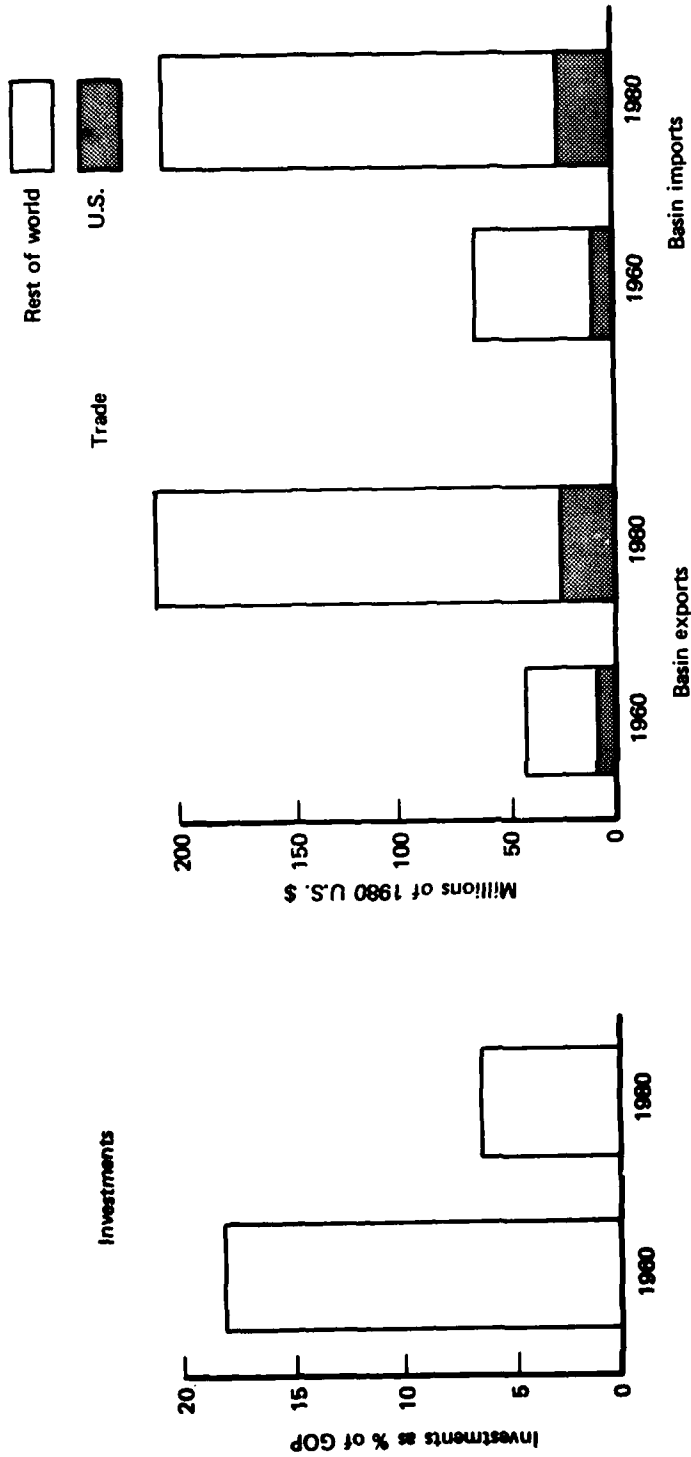 Investments
Investments as % of GOP
20
15
10
5
0
1960
1980
Trade
Rest of world
U.S.
Millions of 1980 U.S. $
200
150
100
50
0
1960
1980
1960
1980
Basin exports
Basin imports